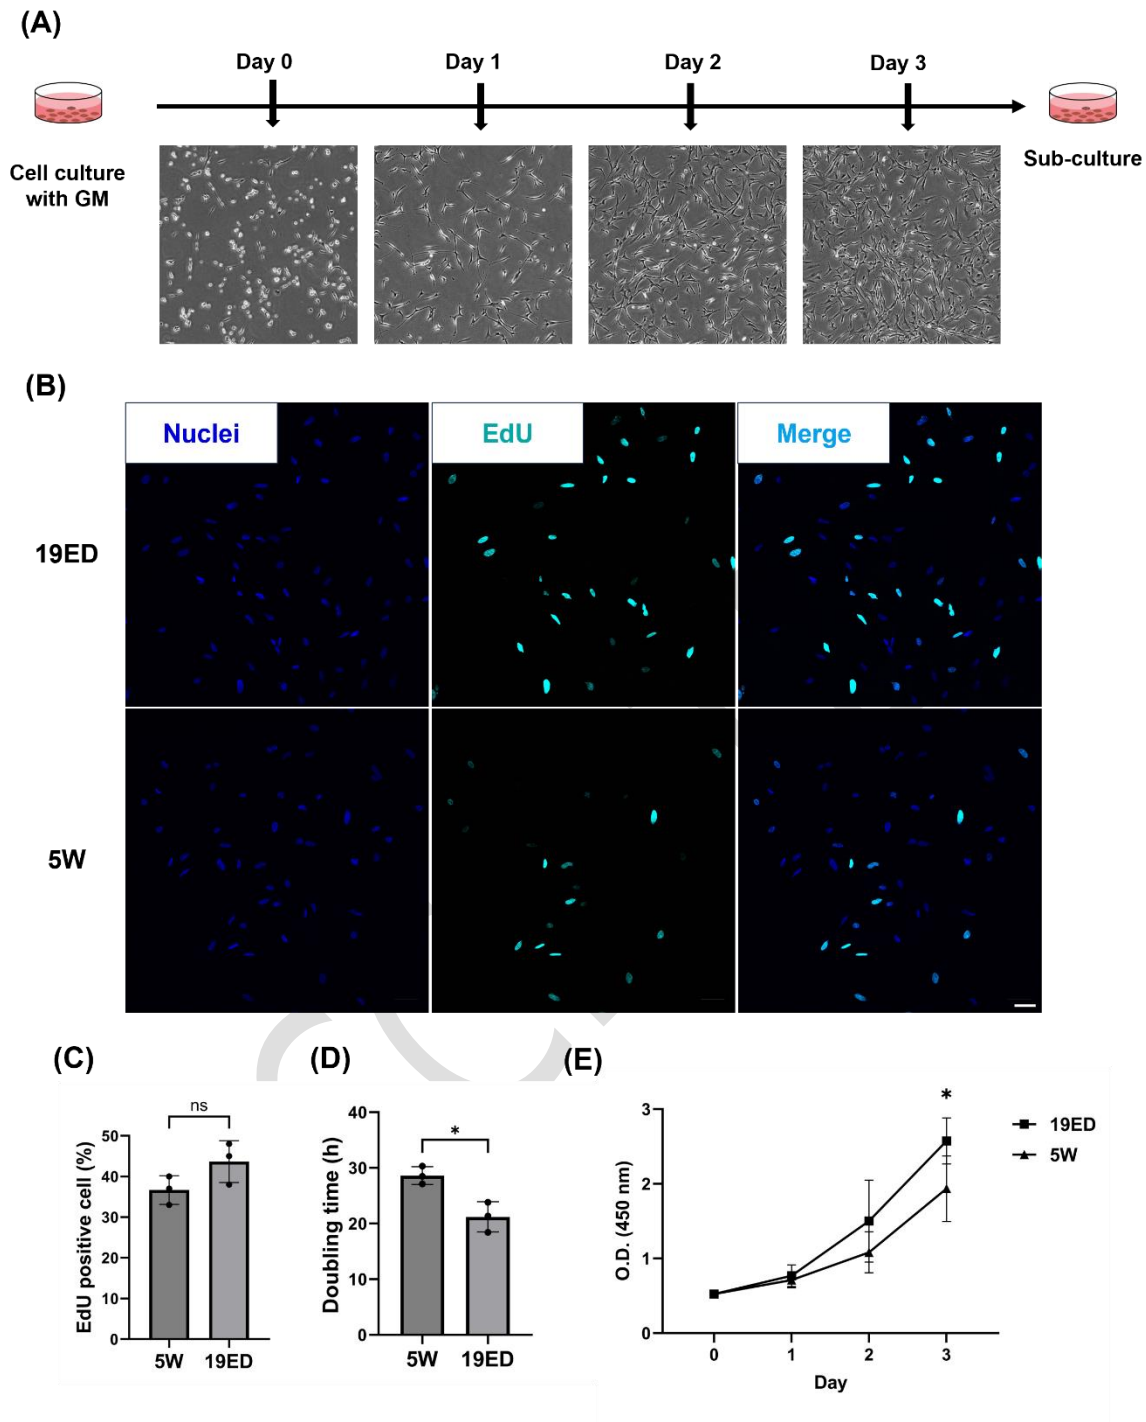 (A)
Day 0
Day 1
Day 2
Day 3
Cell culture
with GM
Sub-culture
(B)
Nuclei
EdU
Merge
19ED
5W
(C)
ns
EdU positive cell (%)
50
40
30
20
10
0
5W
19ED
(D)
*
Doubling time (h)
40
30
20
10
0
5W
19ED
(E)
*
O.D. (450 nm)
3
2
1
0
0
1
2
3
Day
19ED
5W